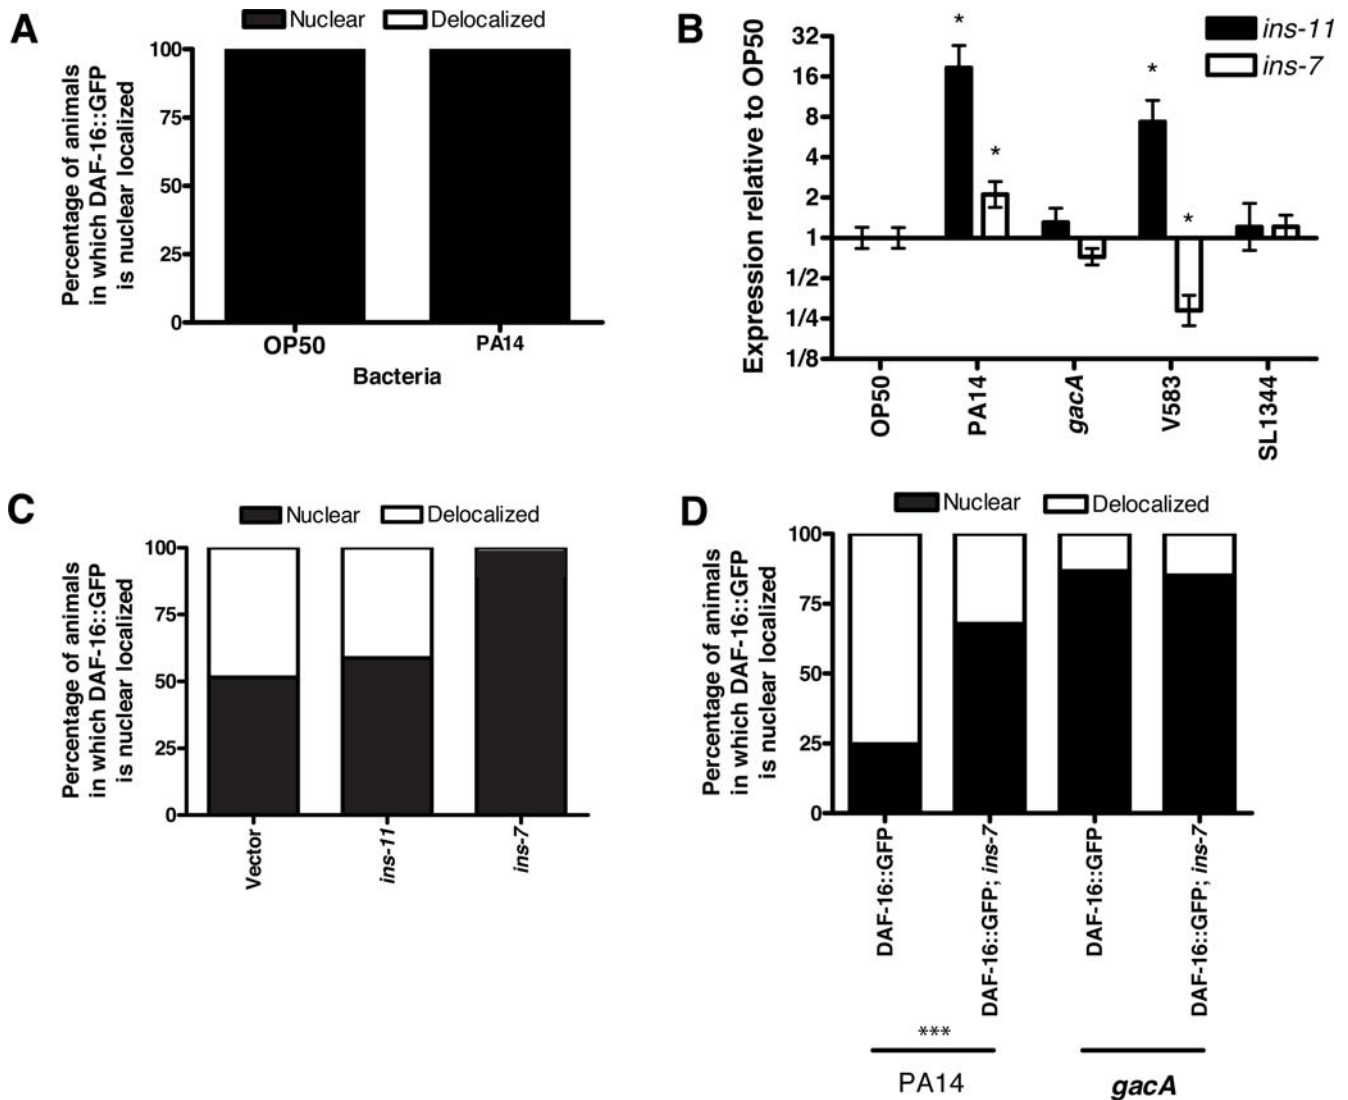 A
Nuclear Delocalized
Percentage of animals
in which DAF-16::GFP
is nuclear localized
100
75
50
25
0
OP50 PA14
Bacteria
B
ins-11
ins-7
Expression relative to OP50
32
16
8
4
2
1
1/2
1/4
1/8
* * * *
OP50 PA14 gacA V583 SL1344
C
Nuclear Delocalized
Percentage of animals
in which DAF-16::GFP
is nuclear localized
100
75
50
25
0
Vector ins-11 ins-7
D
Nuclear Delocalized
Percentage of animals
in which DAF-16::GFP
is nuclear localized
100
75
50
25
0
DAF-16::GFP
DAF-16::GFP; ins-7
DAF-16::GFP
DAF-16::GFP; ins-7
***
PA14 gacA